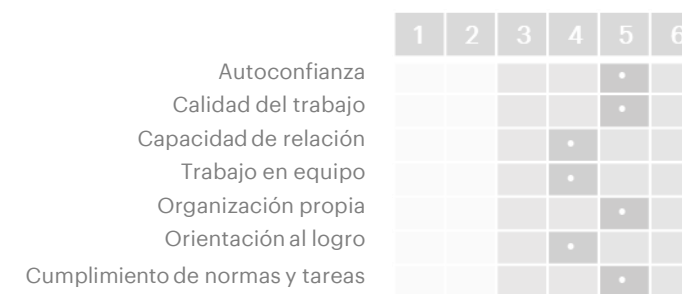 1 2 3 4 5 6
Autoconfianza
Calidad del trabajo
Capacidad de relación
Trabajo en equipo
Organización propia
Orientación al logro
Cumplimiento de normas y tareas